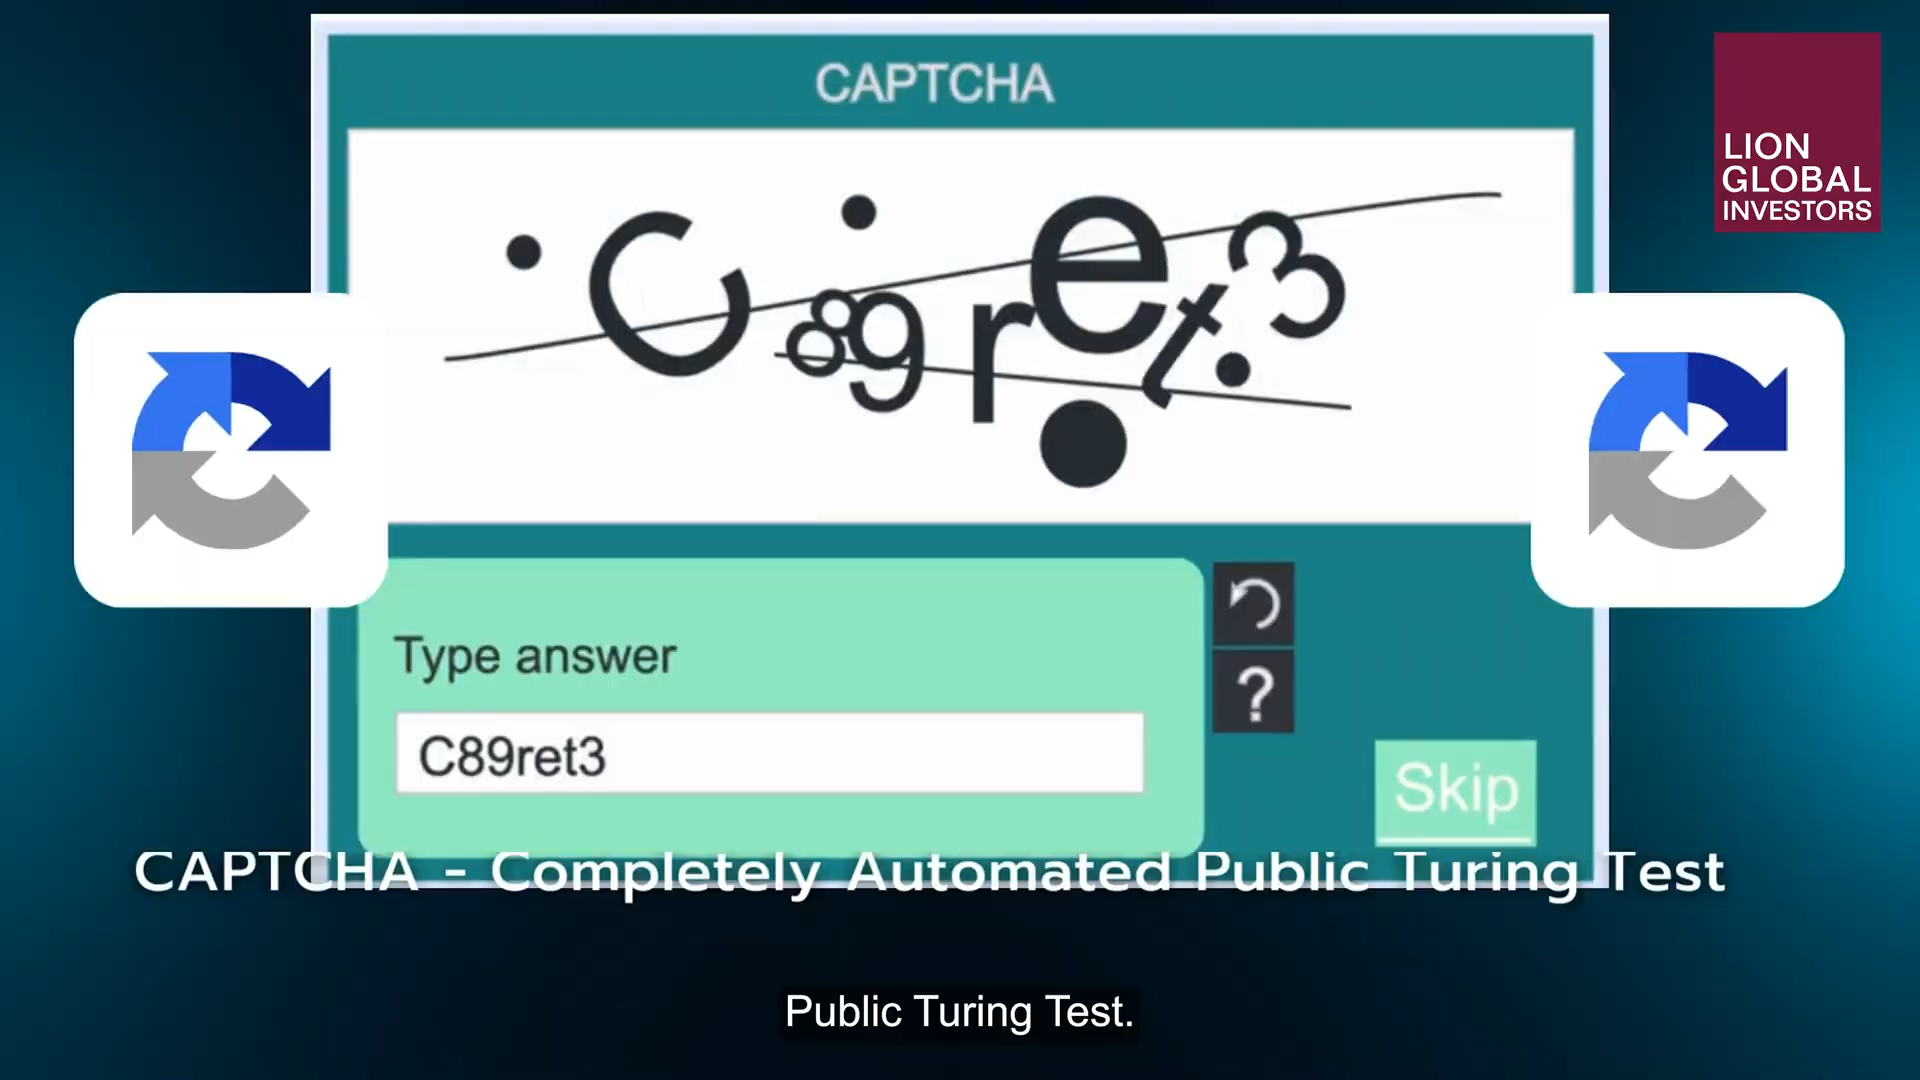 CAPTCHA
LION
GLOBAL
INVESTORS
C89ret3
Type answer
?
C89ret3
Skip
CAPTCHA - Completely Automated Public Turing Test
Public Turing Test.